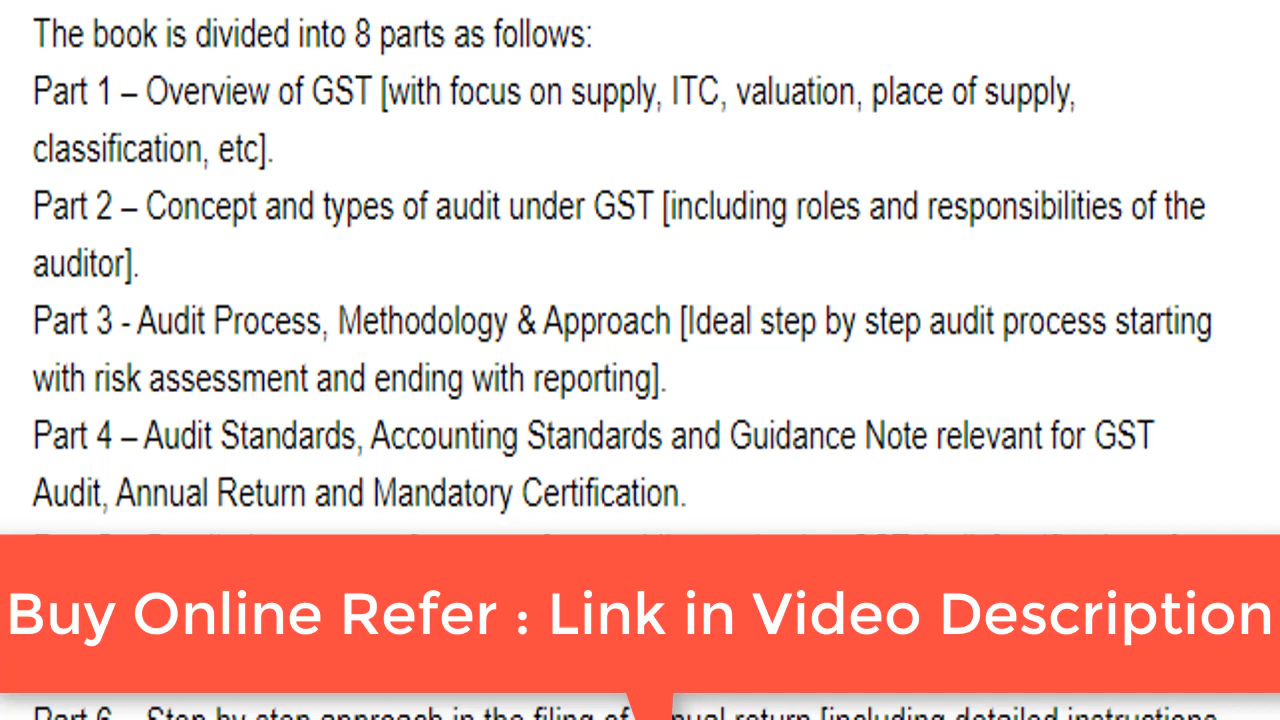 The book is divided into 8 parts as follows:
Part 1 – Overview of GST [with focus on supply, ITC, valuation, place of supply,
classification, etc].
Part 2 – Concept and types of audit under GST [including roles and responsibilities of the
auditor].
Part 3 - Audit Process, Methodology & Approach [Ideal step by step audit process starting
with risk assessment and ending with reporting].
Part 4 – Audit Standards, Accounting Standards and Guidance Note relevant for GST
Audit, Annual Return and Mandatory Certification.
Buy Online Refer : Link in Video Description
Part 6 – Step by step approach in the filing of return [including detailed instructions